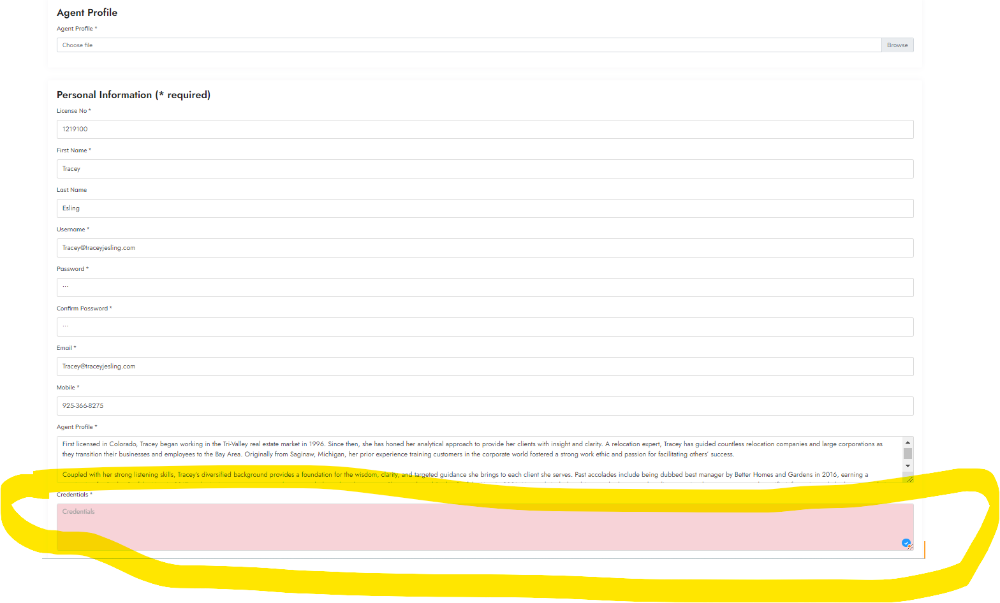 Agent Profile
Agent Profile *
Choose file
Browse
Personal Information (* required)
License No *
1219100
First Name *
Tracey
Last Name
Esling
Username *
Tracey@traceyjesling.com
Password *
...
Confirm Password *
...
Email *
Tracey@traceyjesling.com
Mobile *
925-366-8275
Agent Profile *
First licensed in Colorado, Tracey began working in the Tri-Valley real estate market in 1996. Since then, she has honed her analytical approach to provide her clients with insight and clarity. A relocation expert, Tracey has guided countless relocation companies and large corporations as
they transition their businesses and employees to the Bay Area. Originally from Saginaw, Michigan, her prior experience training customers in the corporate world fostered a strong work ethic and passion for facilitating others' success.
Coupled with her strong listening skills, Tracey's diversified background provides a foundation for the wisdom, clarity, and targeted guidance she brings to each client she serves. Past accolades include being dubbed best manager by Better Homes and Gardens in 2016, earning a
Credentials *
Credentials